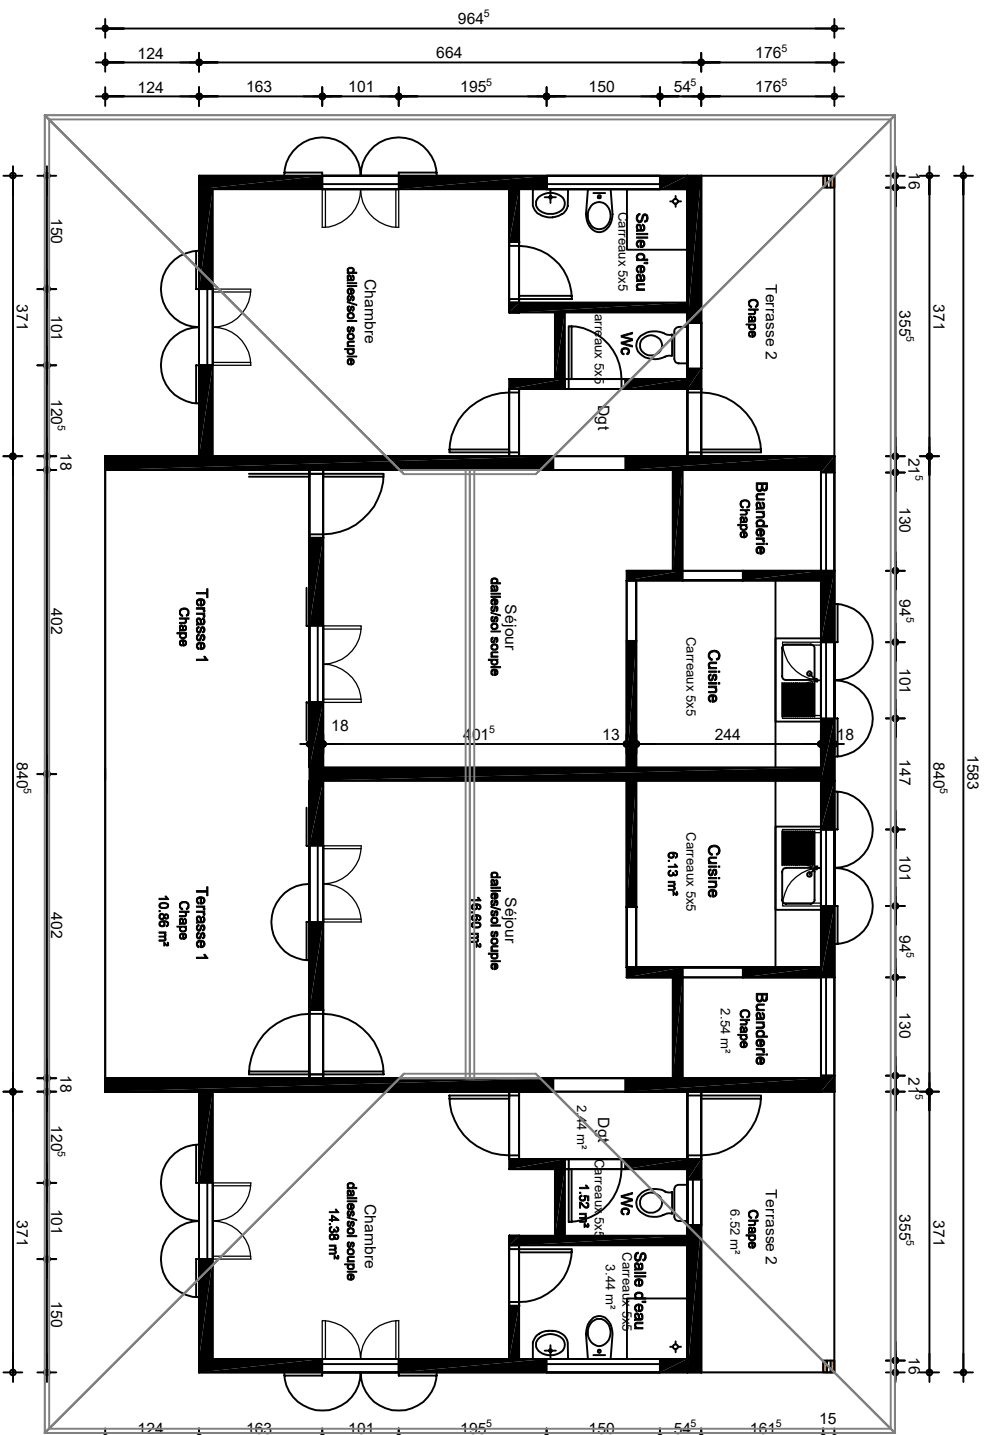 964⁵
124
664
176⁵
124
163
101
195⁵
150
54⁵
176⁵
16
150
101
120⁵
371
18
402
402
840⁵
18
120⁵
101
150
371
16
355⁵
371
21⁵
130
94⁵
101
147
101
94⁵
130
21⁵
840⁵
1583
355⁵
371
16
Salle d'eau
Carreaux 5x5
Chambre
dalles/sol souple
Wc
Carreaux 5x5
Dgt
Terrasse 2
Chape
Buanderie
Chape
Séjour
dalles/sol souple
Cuisine
Carreaux 5x5
Terrasse 1
Chape
18
401⁵
13
244
18
Cuisine
Carreaux 5x5
6.13 m²
Séjour
dalles/sol souple
16.60 m²
Terrasse 1
Chape
10.86 m²
Buanderie
Chape
2.54 m²
Dgt
2.44 m²
Wc
Carreaux 5x5
1.52 m²
Terrasse 2
Chape
6.52 m²
Chambre
dalles/sol souple
14.38 m²
Salle d'eau
Carreaux 5x5
3.44 m²
124
163
101
195⁵
150
54⁵
161⁵
15